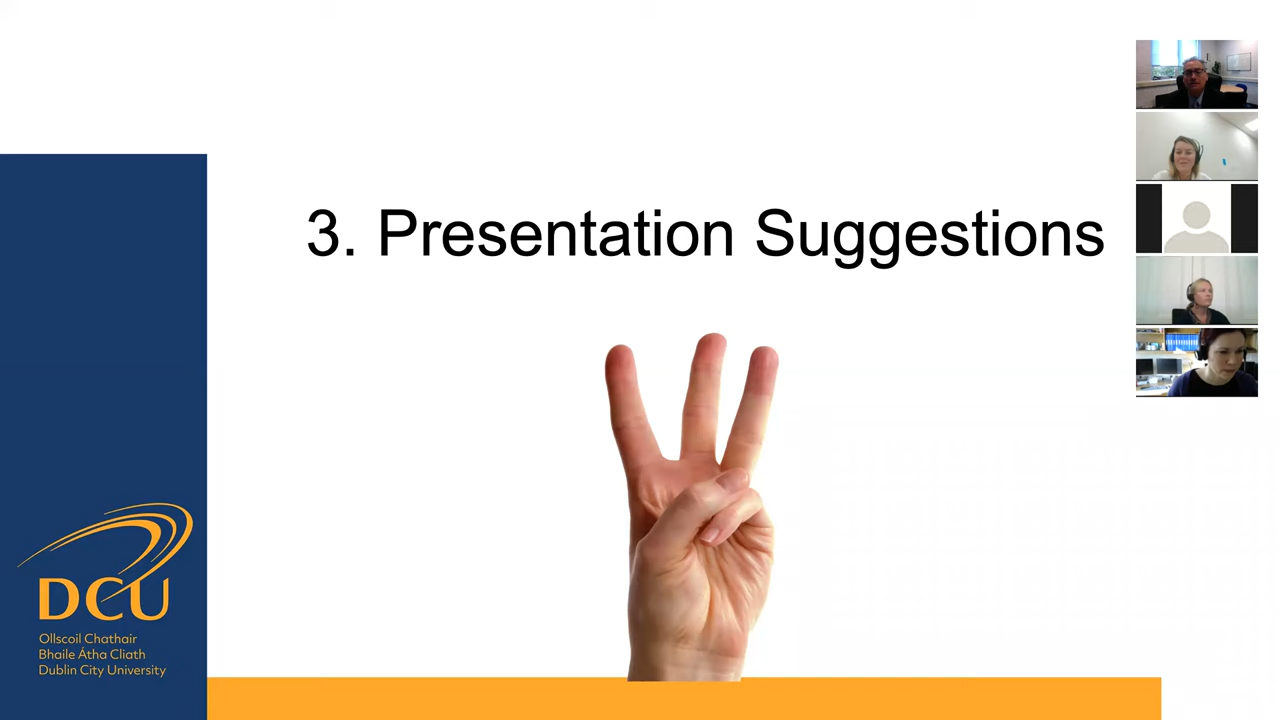 3. Presentation Suggestions
DCU
Ollscoil Chathair
Bhaile Átha Cliath
Dublin City University